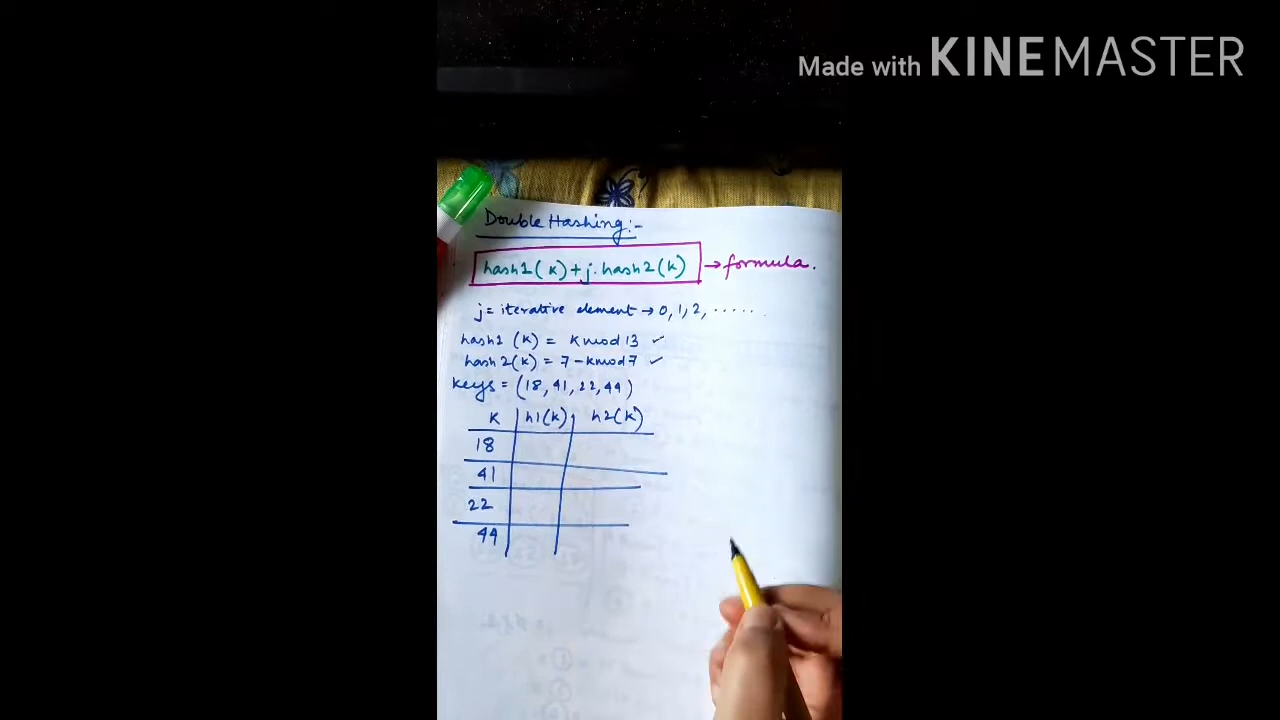 Made with KINEMASTER
Double Hashing:-
hash1(k)+j.hash2(k) → formula.
j = iterative element → 0, 1, 2, ......
hash1 (k) = k mod 13 ✓
hash2(k) = 7 - k mod 7 ✓
keys = (18, 41, 22, 44)
K h1(k) h2(k)
18
41
22
44